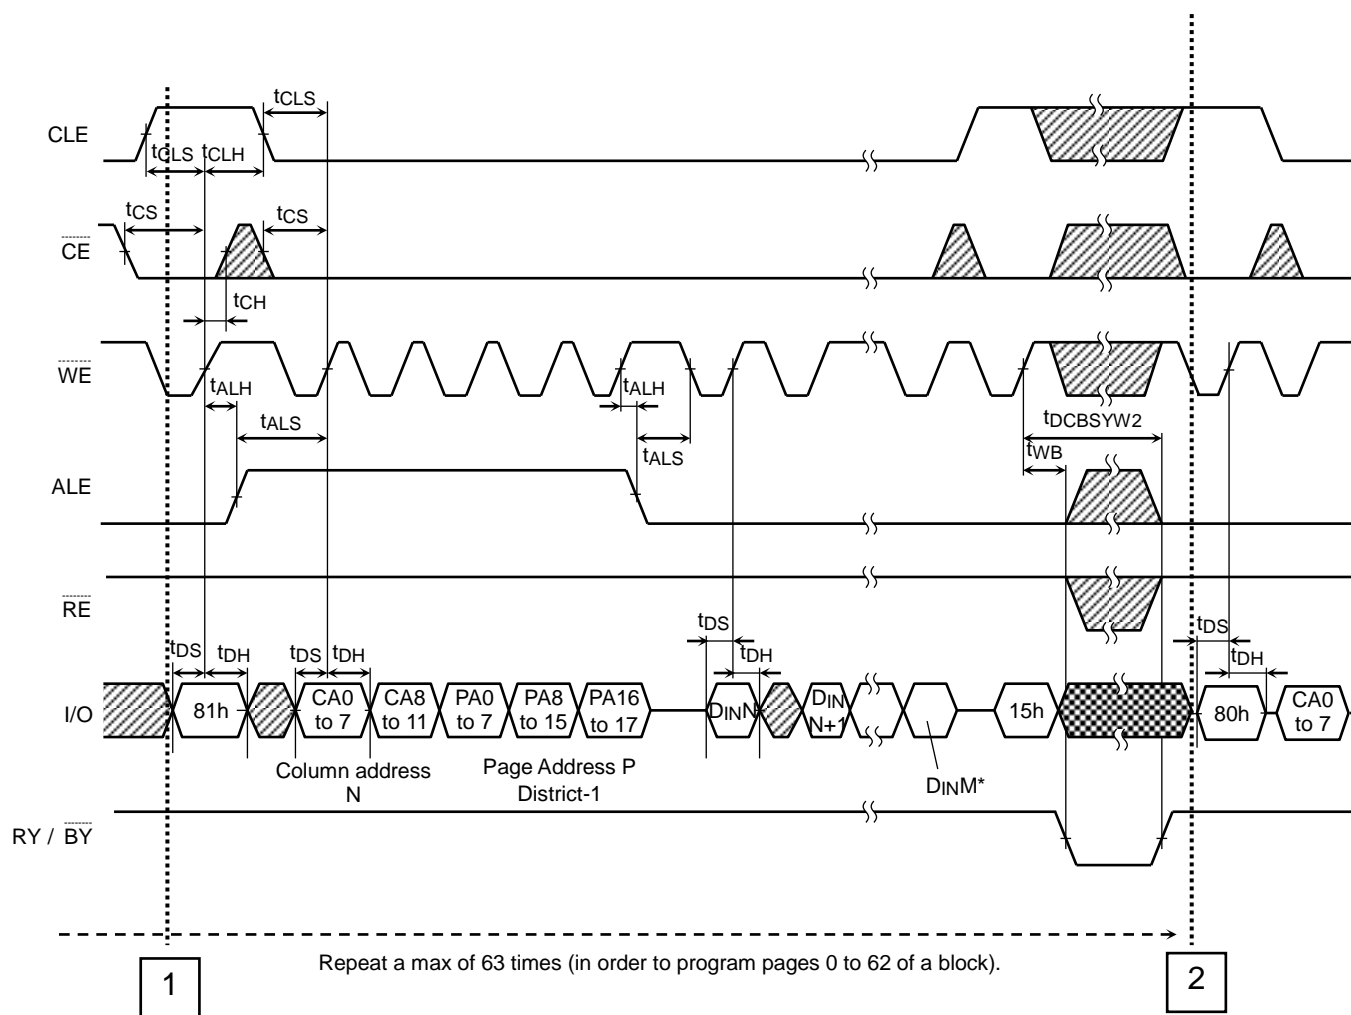 tCLS
CLE
tCLS tCLH
tCS tCS
CE
tCH
WE
tALH tALH
tALS tDCBSYW2
tALS tWB
ALE
RE
tDS tDS
tDH tDS tDH tDH tDH
I/O 81h CA0 to 7 CA8 to 11 PA0 to 7 PA8 to 15 PA16 to 17 DINN DIN N+1 15h 80h CA0 to 7
Column address Page Address P
N District-1 DINM*
RY / BY
Repeat a max of 63 times (in order to program pages 0 to 62 of a block).
1 2